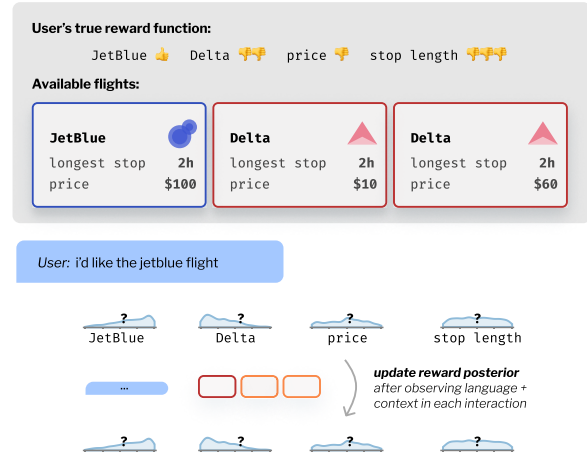 User's true reward function:
JetBlue 👍 Delta 👎👎 price 👎 stop length 👎👎👎
Available flights:
JetBlue Delta Delta
longest stop 2h longest stop 2h longest stop 2h
price $100 price $10 price $60
User: i'd like the jetblue flight
? ? ? ?
JetBlue Delta price stop length
... update reward posterior
after observing language +
context in each interaction
? ? ? ?